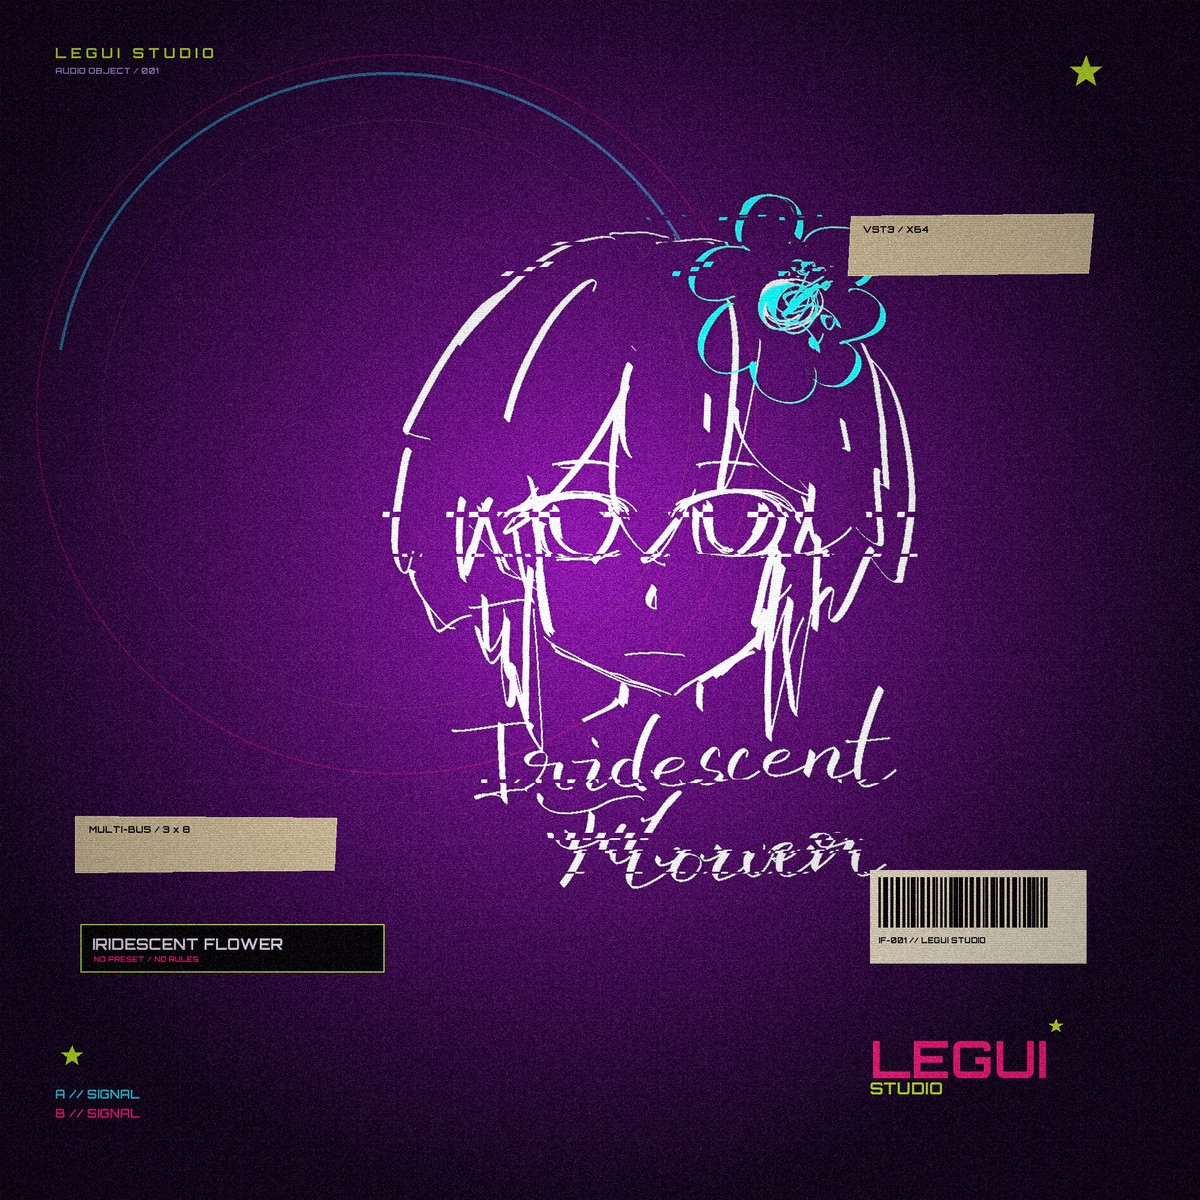 LEGUI STUDIO
AUDIO OBJECT / 001
VST3 / X64
Iridescent
Flower
MULTI-BUS / 3 x 8
IF-001 // LEGUI STUDIO
IRIDESCENT FLOWER
NO PRESET / NO RULES
LEGUI
STUDIO
A // SIGNAL
B // SIGNAL